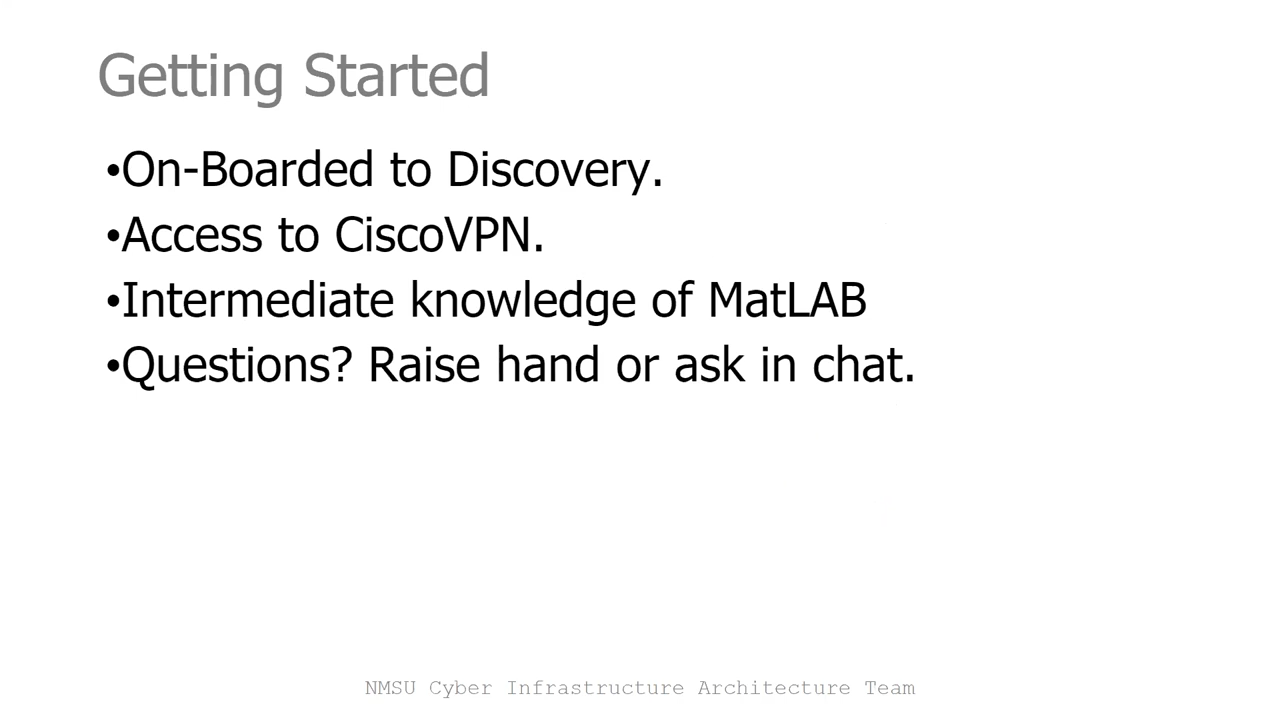 Getting Started
•On-Boarded to Discovery.
•Access to CiscoVPN.
•Intermediate knowledge of MatLAB
•Questions? Raise hand or ask in chat.
NMSU Cyber Infrastructure Architecture Team